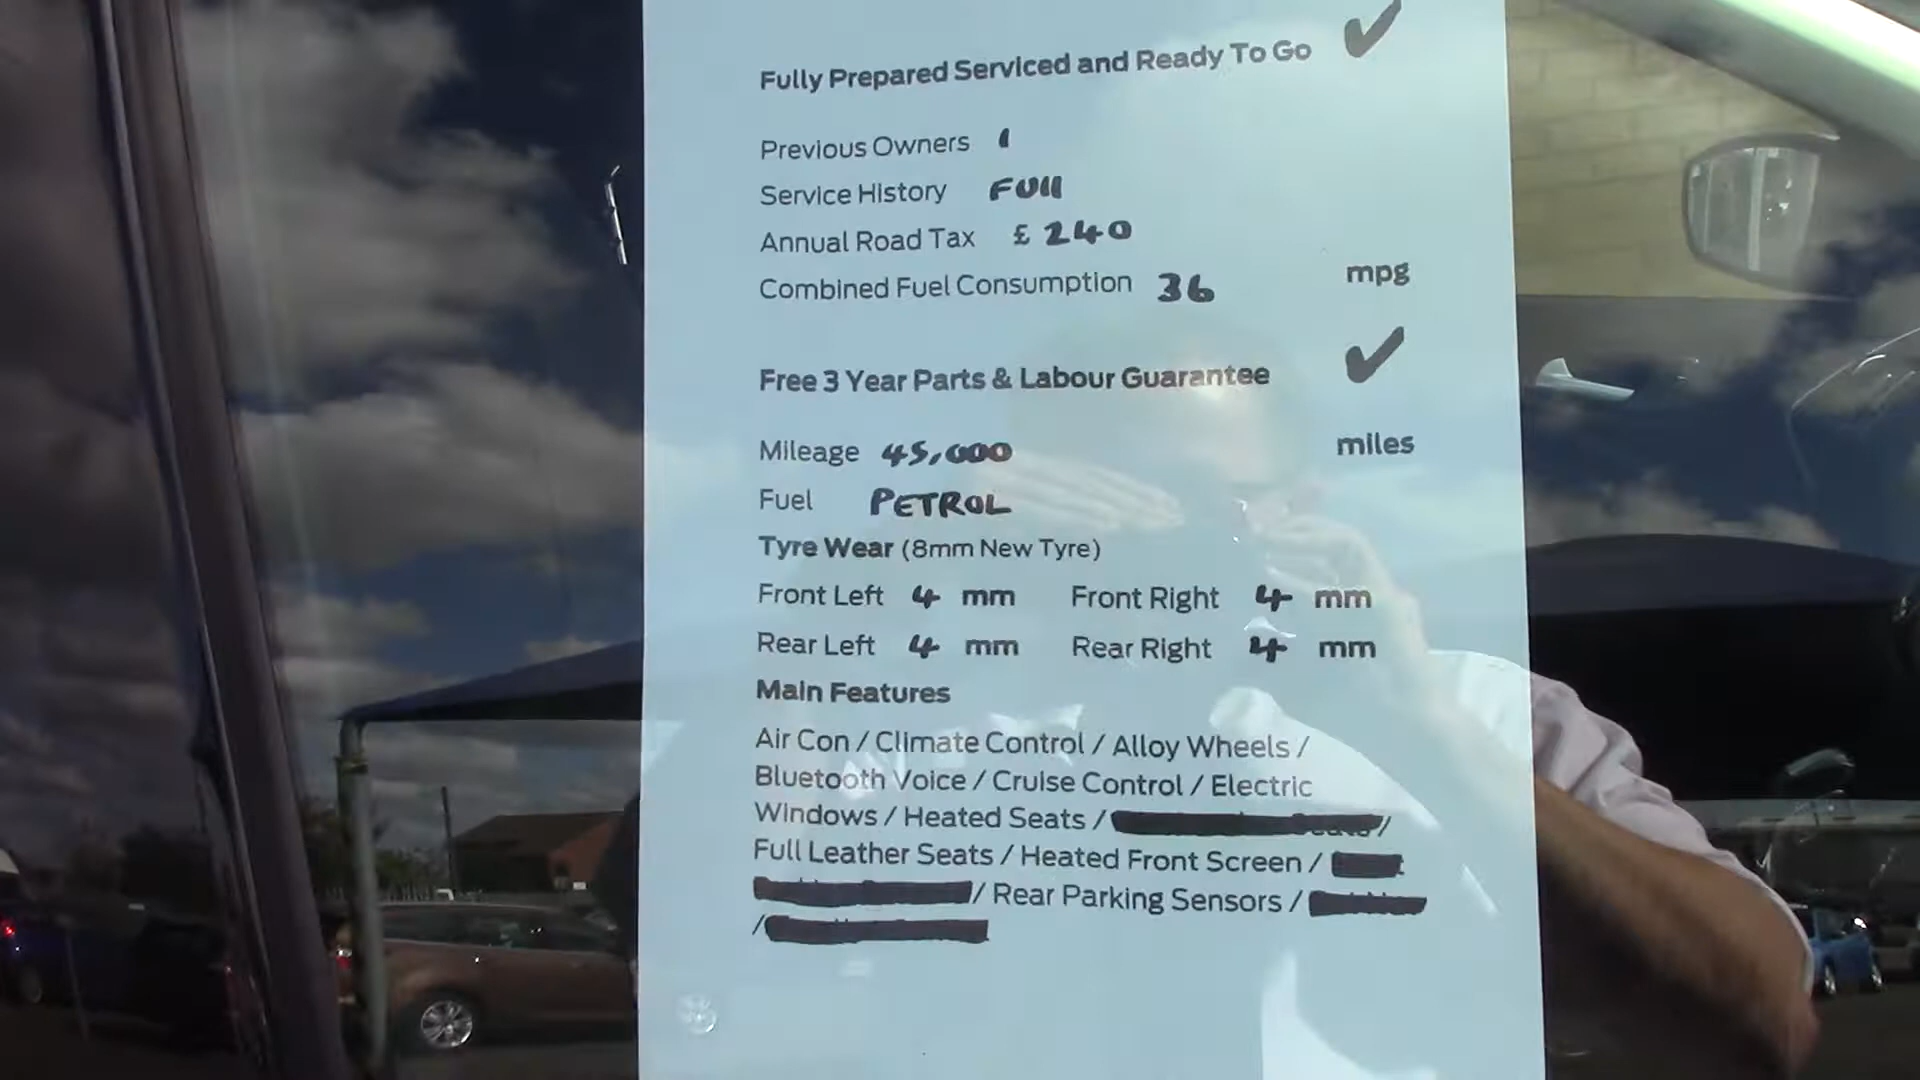 Fully Prepared Serviced and Ready To Go ✓
Previous Owners 1
Service History FUll
Annual Road Tax £ 240
Combined Fuel Consumption 36 mpg
Free 3 Year Parts & Labour Guarantee ✓
Mileage 45,000 miles
Fuel PETROL
Tyre Wear (8mm New Tyre)
Front Left 4 mm Front Right 4 mm
Rear Left 4 mm Rear Right 4 mm
Main Features
Air Con / Climate Control / Alloy Wheels /
Bluetooth Voice / Cruise Control / Electric
Windows / Heated Seats / /
Full Leather Seats / Heated Front Screen /
/ Rear Parking Sensors /
/